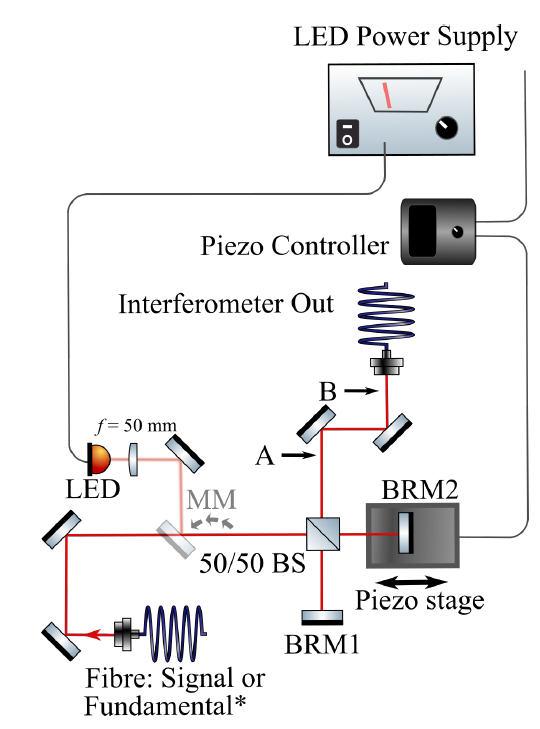 LED Power Supply
O
Piezo Controller
Interferometer Out
B
f = 50 mm
A
LED
MM
BRM2
50/50 BS
Piezo stage
BRM1
Fibre: Signal or
Fundamental*